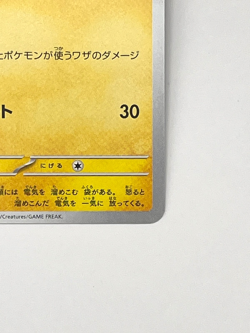 ポケモンが使うワザのダメージ
ト 30
にげる
には 電気を 溜めこむ 袋がある。 怒ると
溜めこんだ 電気を 一気に 放ってくる。
/Creatures/GAME FREAK.